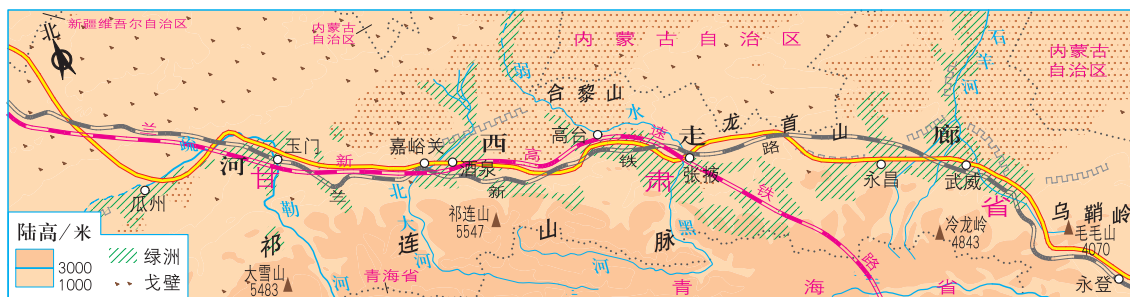 新疆维吾尔自治区
内蒙古
自治区
内蒙古自治区
内蒙古
自治区
北
石羊河
弱水
合黎山
龙首山
河西走廊
甘肃省
兰新高速铁路
兰新铁路
疏勒河
玉门
嘉峪关
酒泉
高台
张掖
永昌
武威
瓜州
北大河
黑河
祁连山脉
祁连山
5547
大雪山
5483
冷龙岭
4843
乌鞘岭
毛毛山
4070
永登
青海省
青海省
陆高/米
3000
1000
绿洲
戈壁